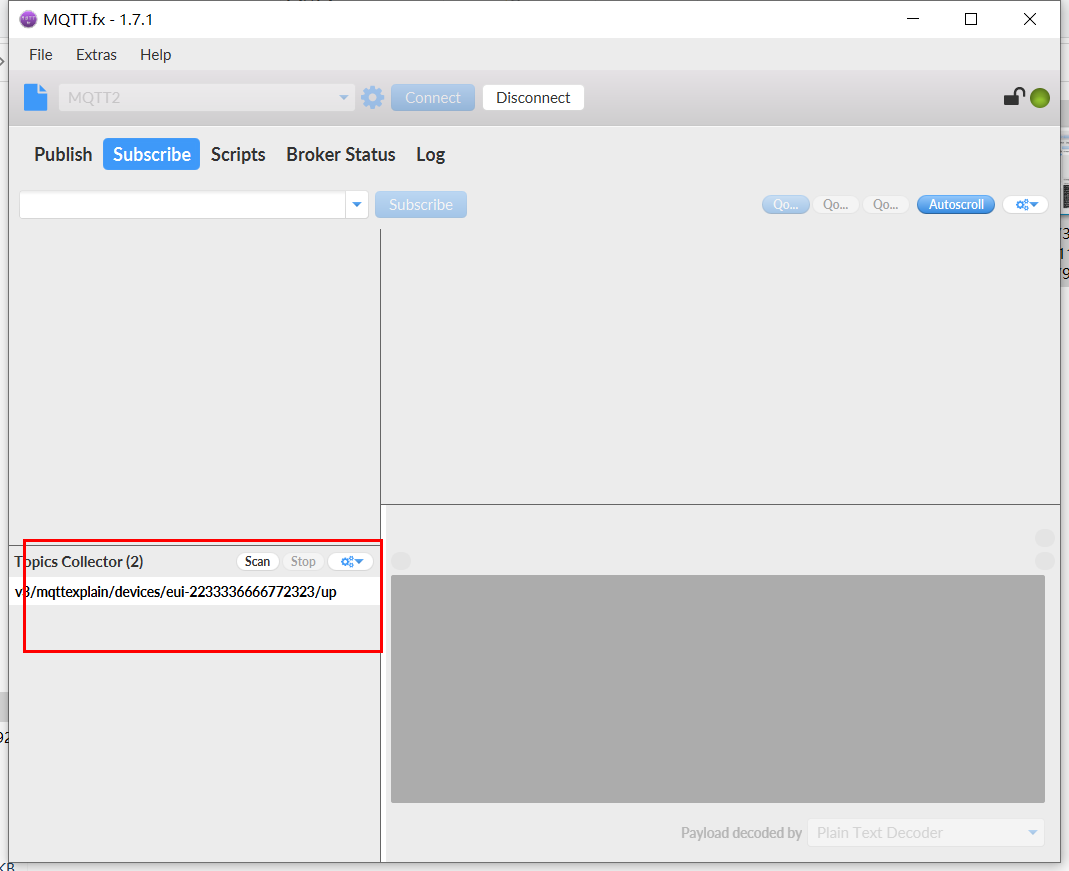 MQTT.fx - 1.7.1
File Extras Help
MQTT2 Connect Disconnect
Publish Subscribe Scripts Broker Status Log
Subscribe Qo... Qo... Qo... Autoscroll
Topics Collector (2) Scan Stop
v3/mqttexplain/devices/eui-2233336666772323/up
Payload decoded by Plain Text Decoder